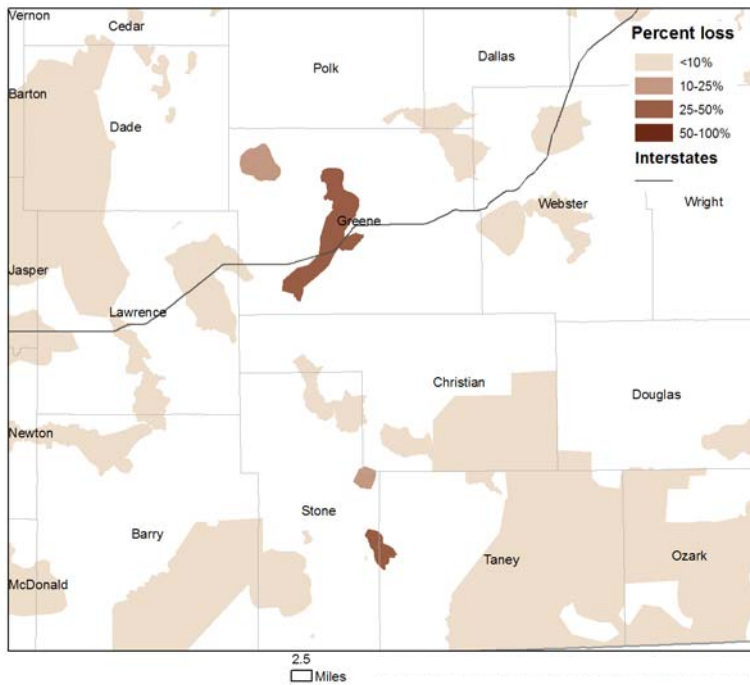 Vernon
Cedar
Percent loss
<10%
10-25%
25-50%
50-100%
Interstates
Dallas
Polk
Barton
Dade
Webster
Wright
Greene
Jasper
Lawrence
Christian
Douglas
Newton
Stone
Barry
Taney
Ozark
McDonald
2.5
Miles